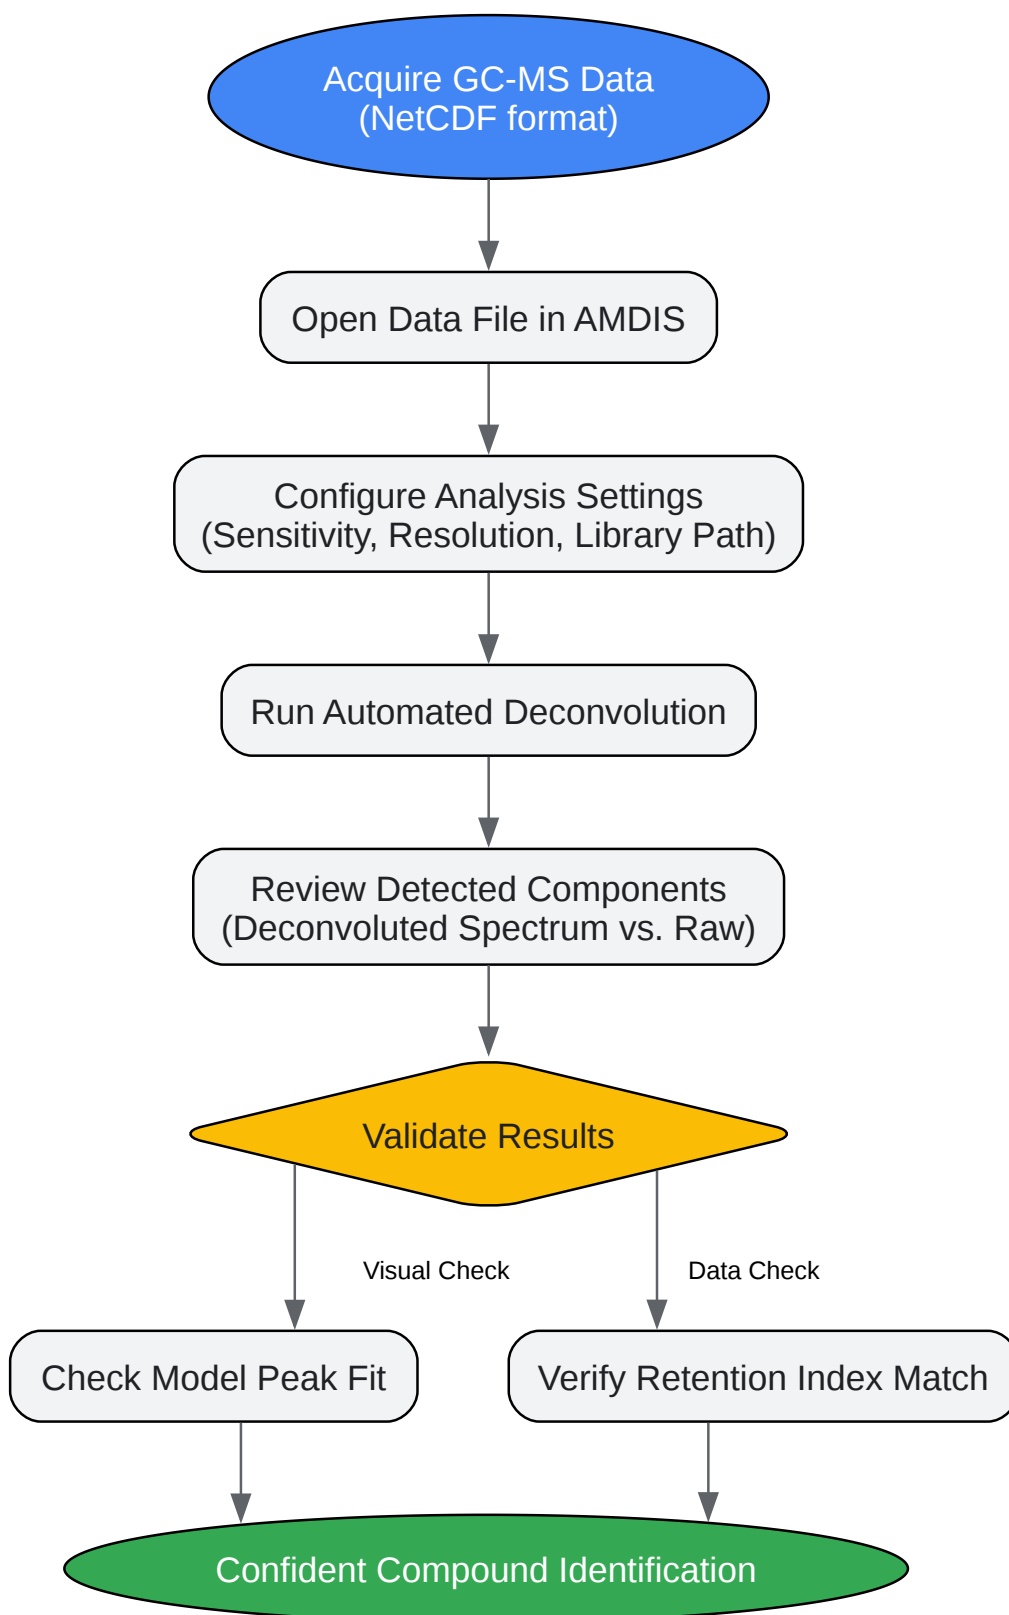 Acquire GC-MS Data
(NetCDF format)
Open Data File in AMDIS
Configure Analysis Settings
(Sensitivity, Resolution, Library Path)
Run Automated Deconvolution
Review Detected Components
(Deconvoluted Spectrum vs. Raw)
Validate Results
Visual Check
Data Check
Check Model Peak Fit
Verify Retention Index Match
Confident Compound Identification